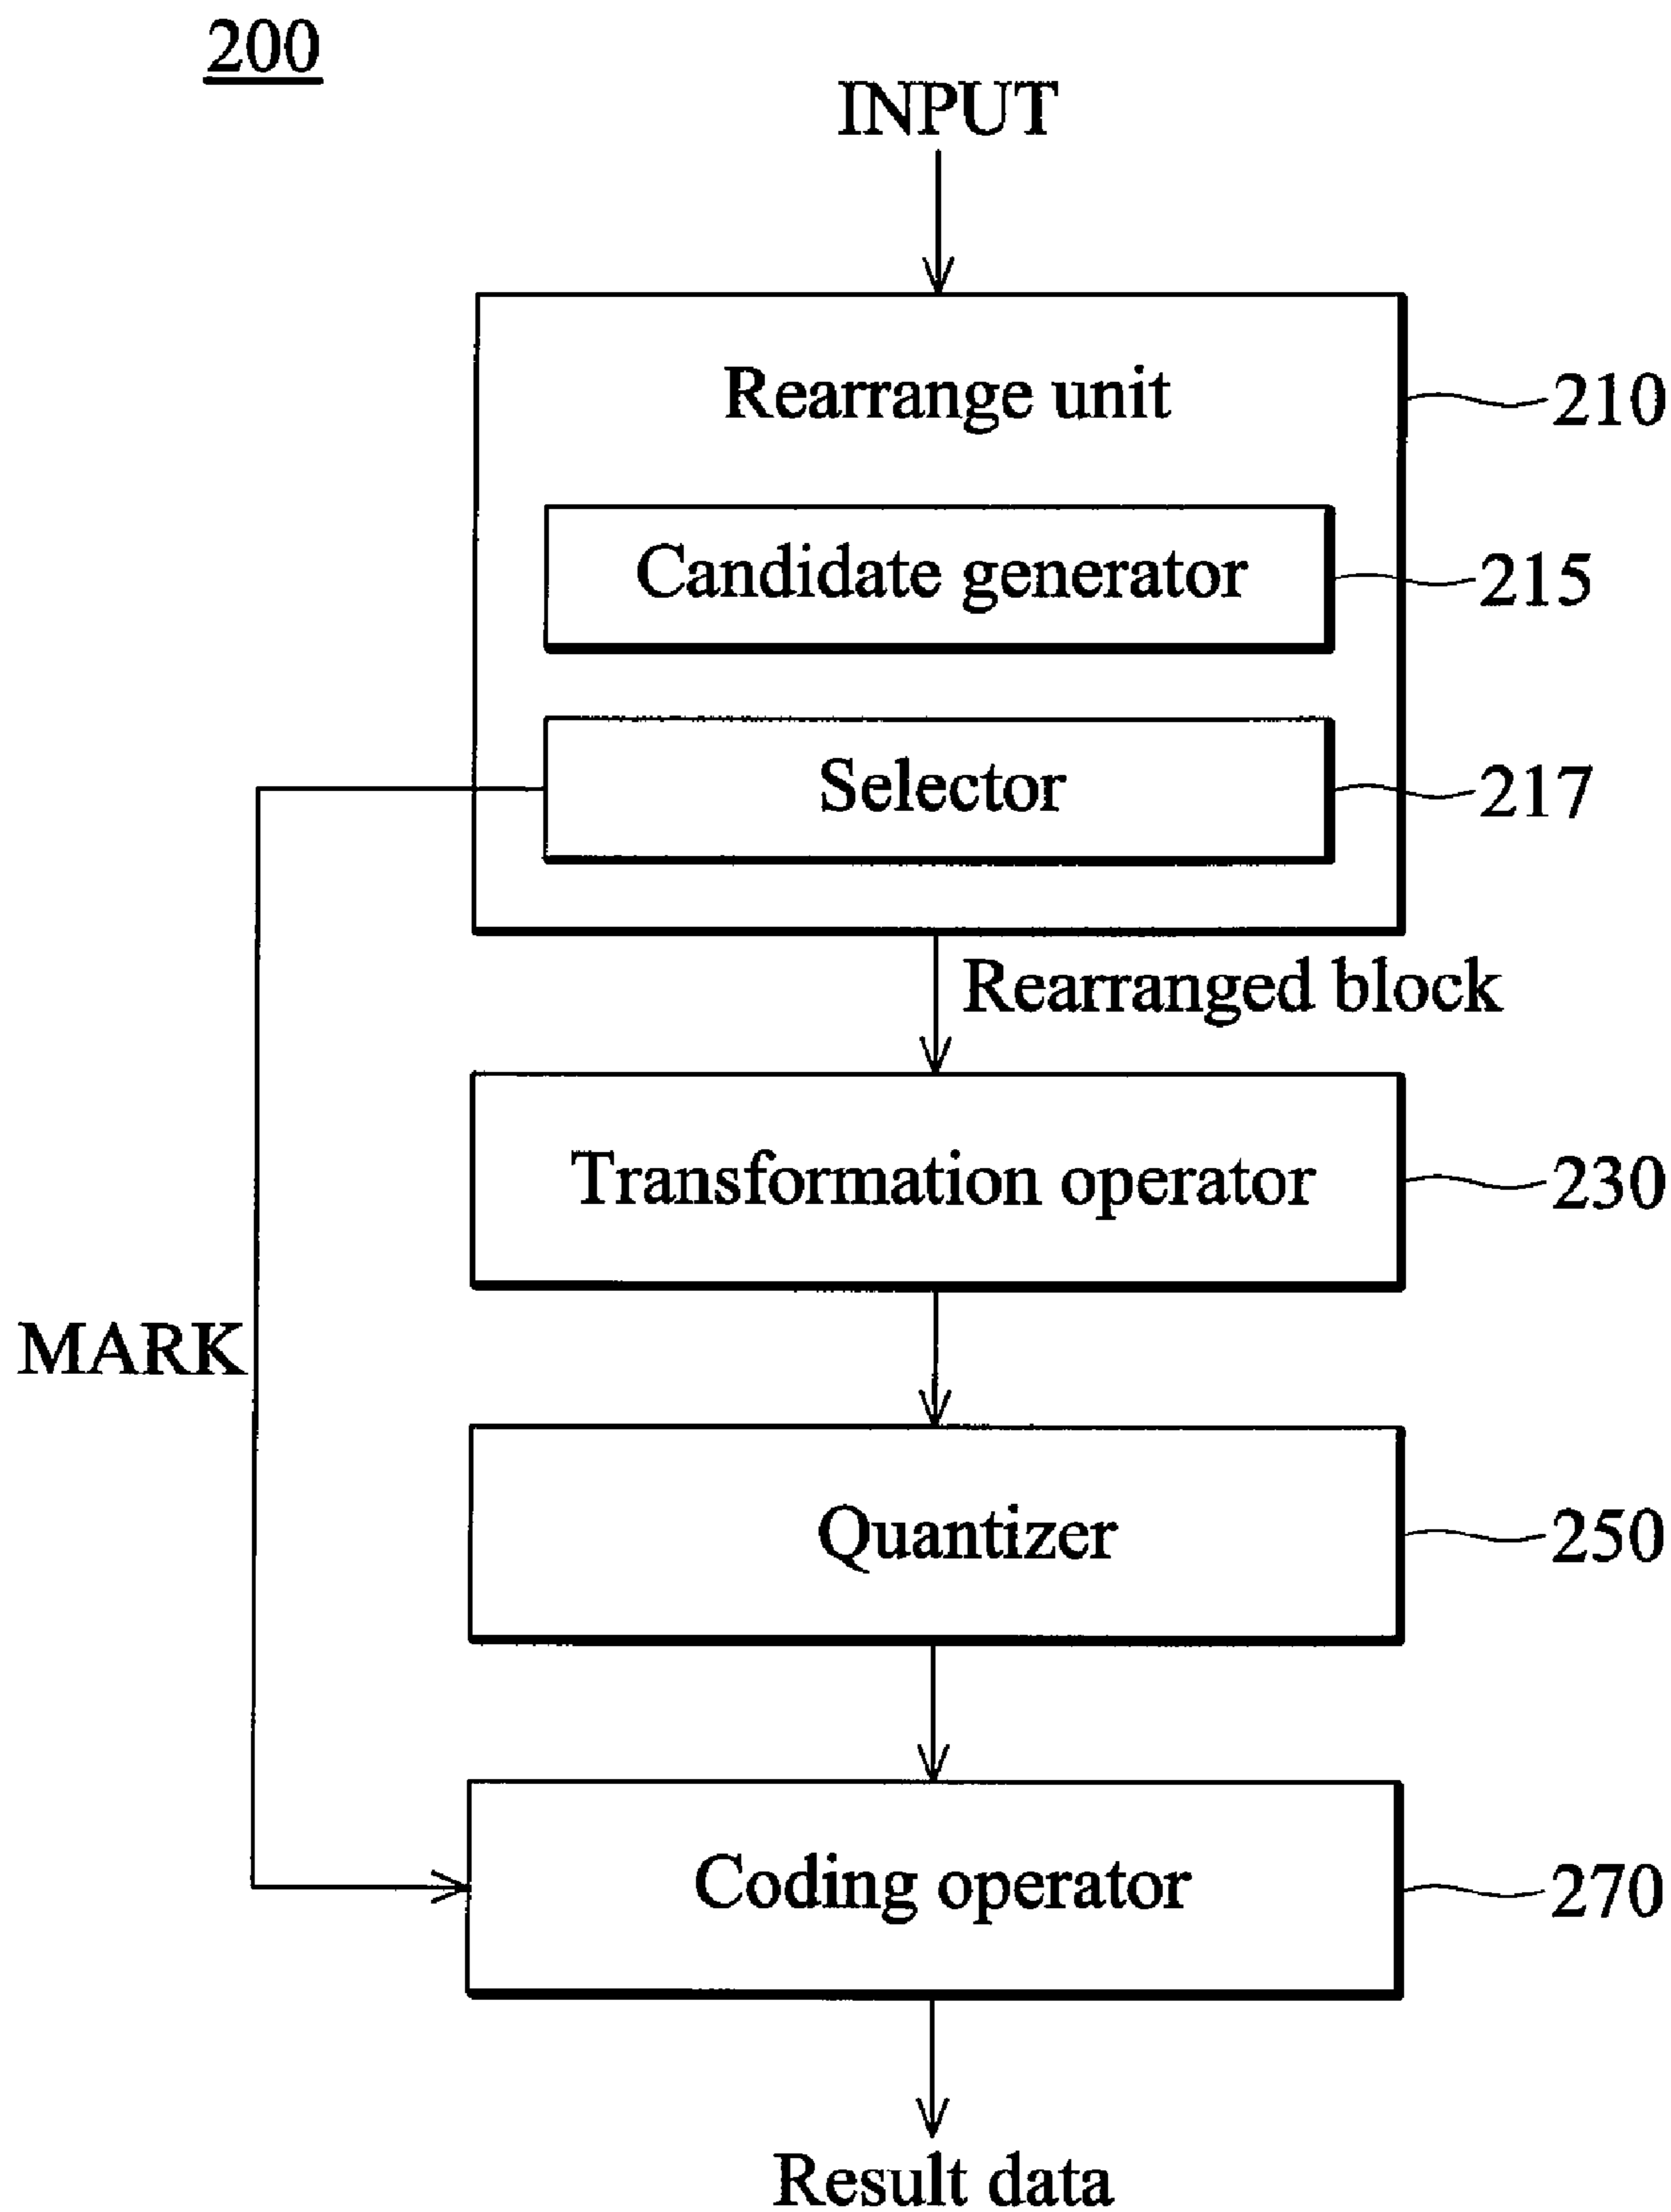 200
INPUT
Rearrange unit
210
Candidate generator
215
Selector
217
Rearranged block
Transformation operator
230
MARK
Quantizer
250
Coding operator
270
Result data